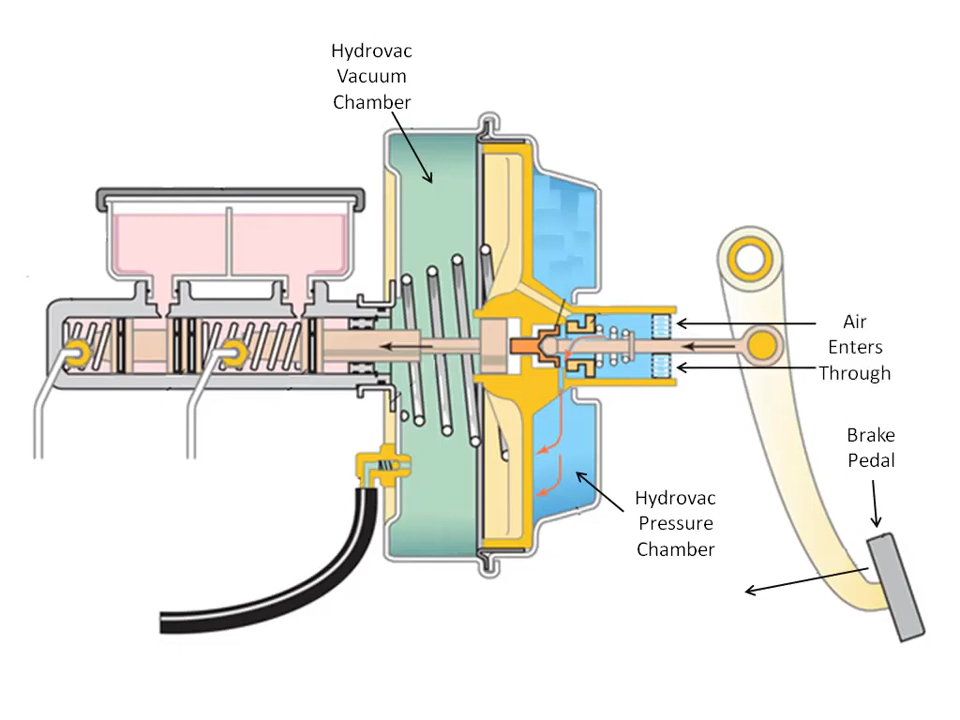 Hydrovac
Vacuum
Chamber
Air
Enters
Through
Brake
Pedal
Hydrovac
Pressure
Chamber